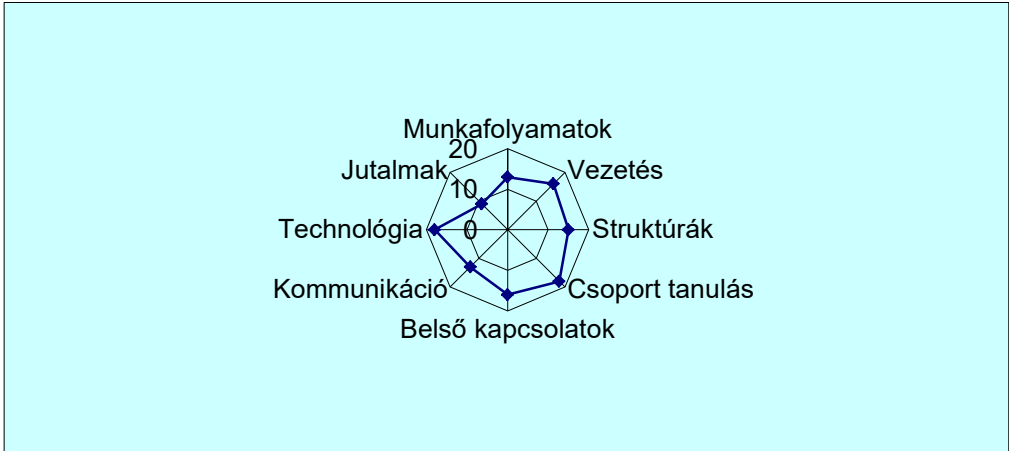 Munkafolyamatok
20
Jutalmak
Vezetés
10
Technológia
0
Struktúrák
Kommunikáció
Csoport tanulás
Belső kapcsolatok